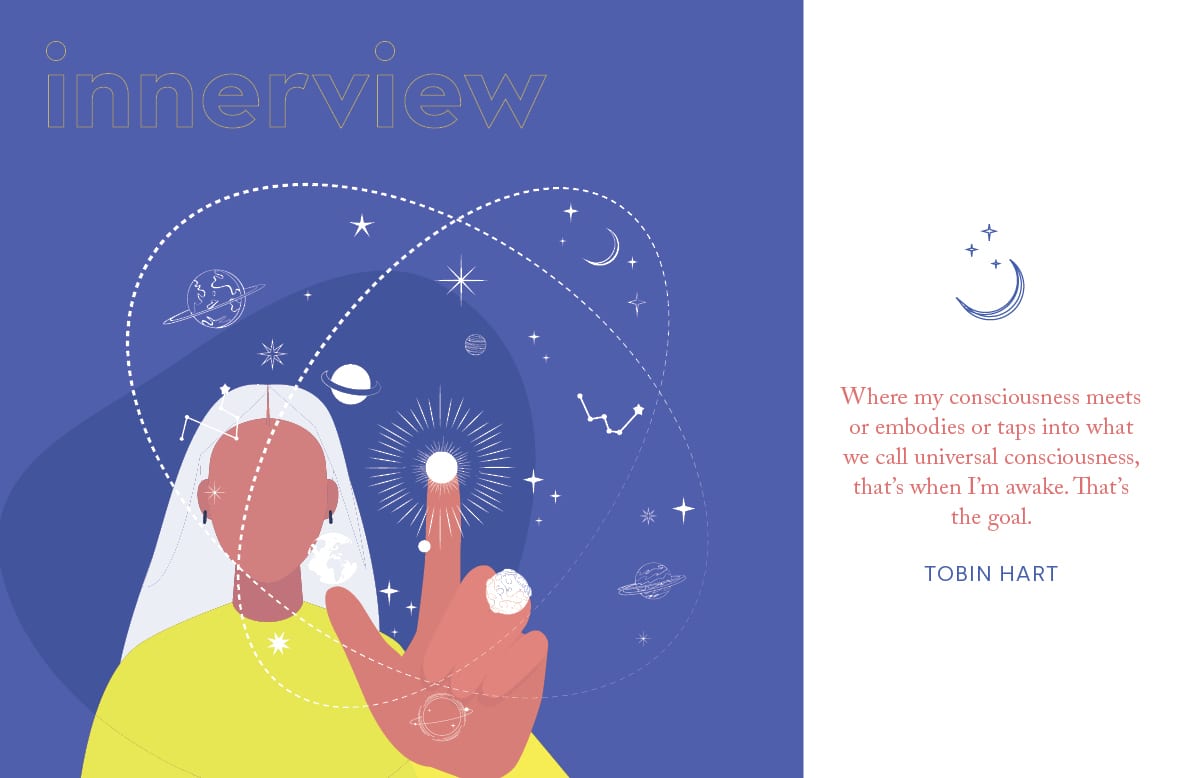 innerview
Where my consciousness meets
or embodies or taps into what
we call universal consciousness,
that’s when I’m awake. That’s
the goal.
TOBIN HART